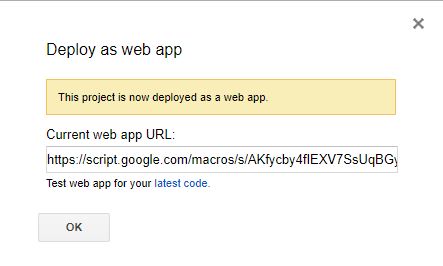 Deploy as web app
This project is now deployed as a web app.
Current web app URL:
https://script.google.com/macros/s/AKfycby4flEXV7SsUqBGy
Test web app for your latest code.
OK